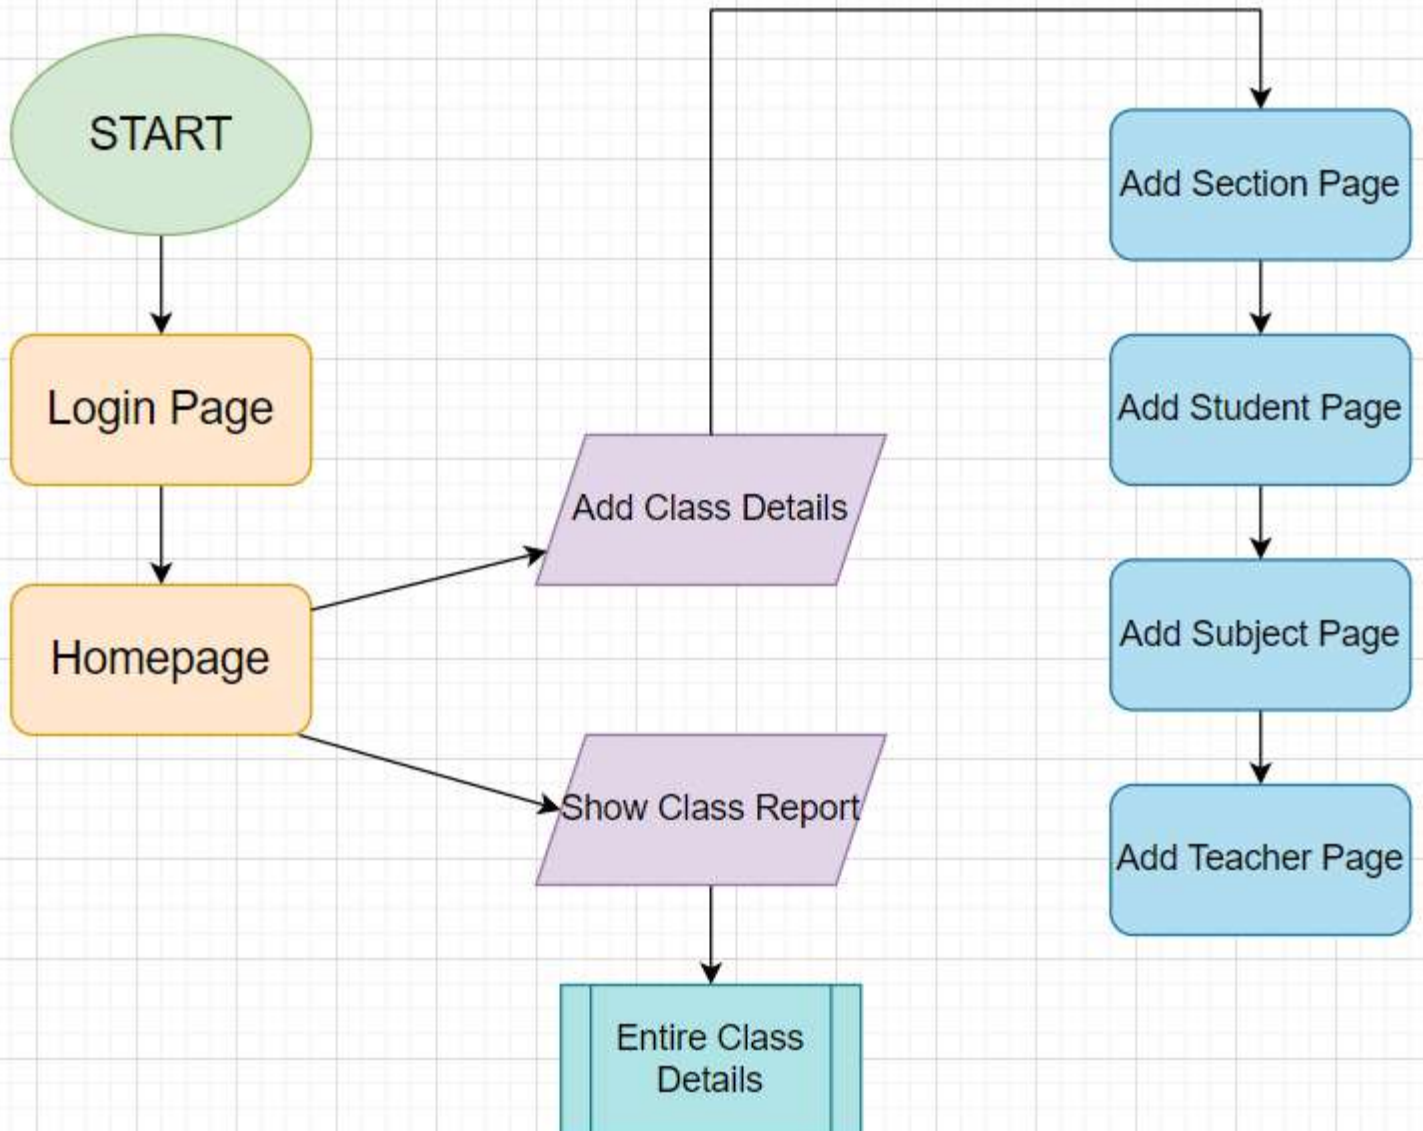 START
Login Page
Homepage
Add Class Details
Show Class Report
Entire Class
Details
Add Section Page
Add Student Page
Add Subject Page
Add Teacher Page